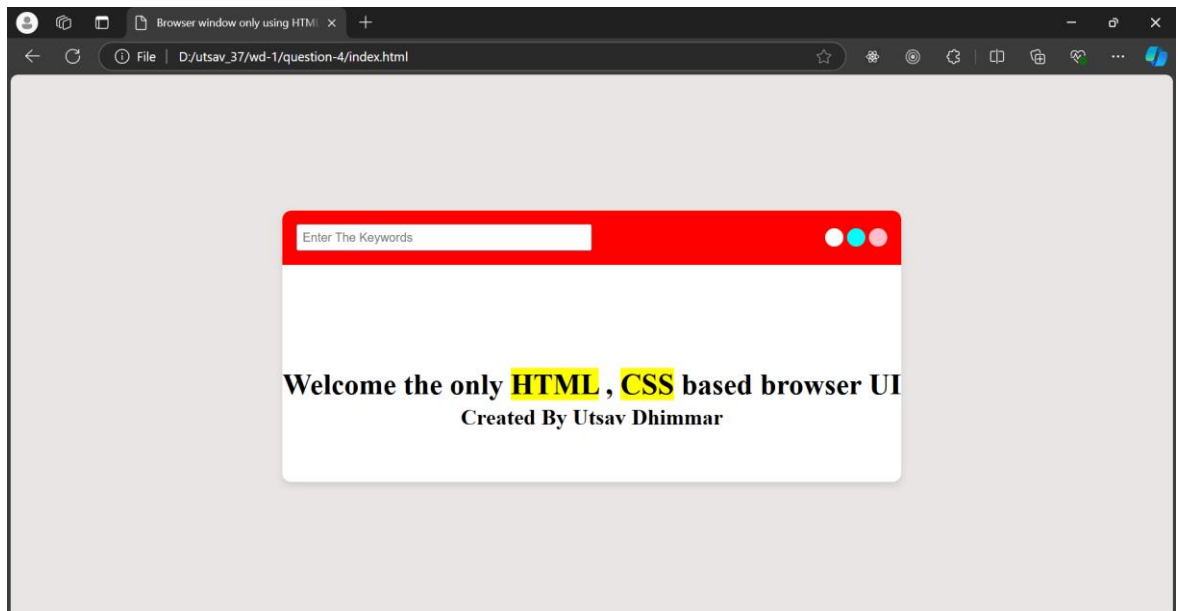 Browser window only using HTM
File D:/utsav_37/wd-1/question-4/index.html
Enter The Keywords
Welcome the only HTML , CSS based browser UI
Created By Utsav Dhimmar